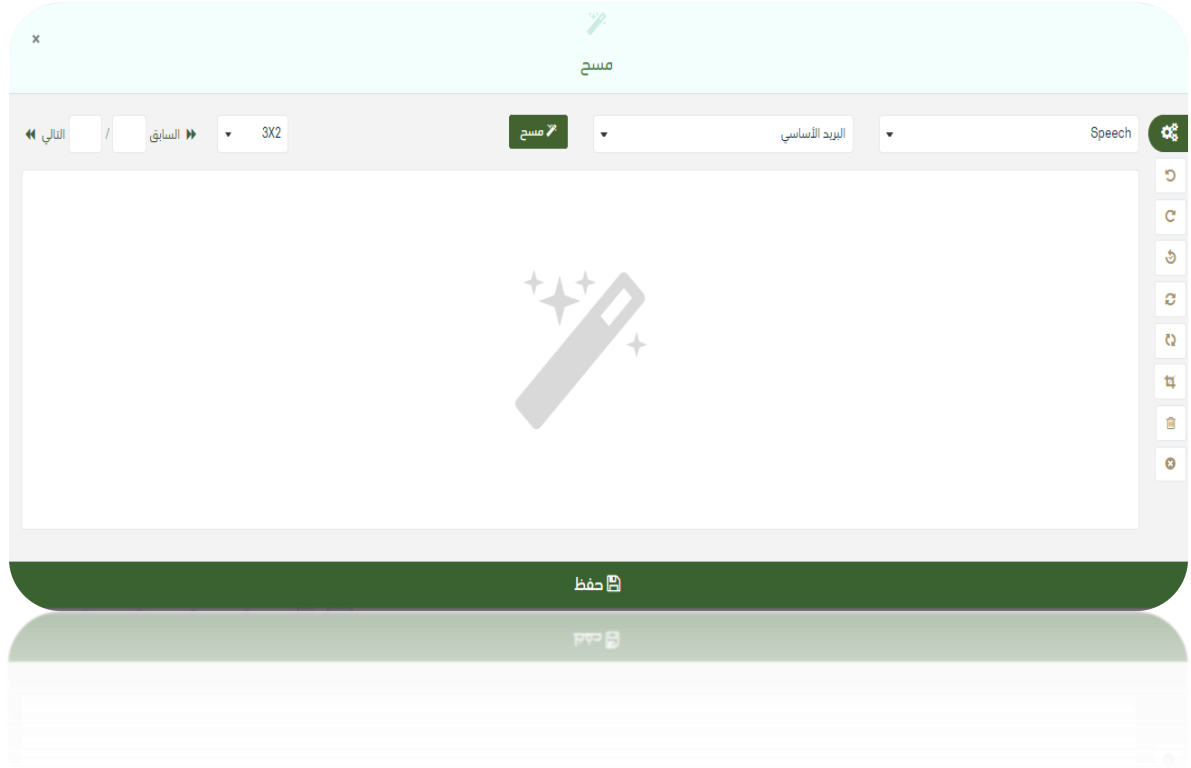 مسح
Speech
البريد الأساسي
مسح
3X2
السابق / التالي
حفظ